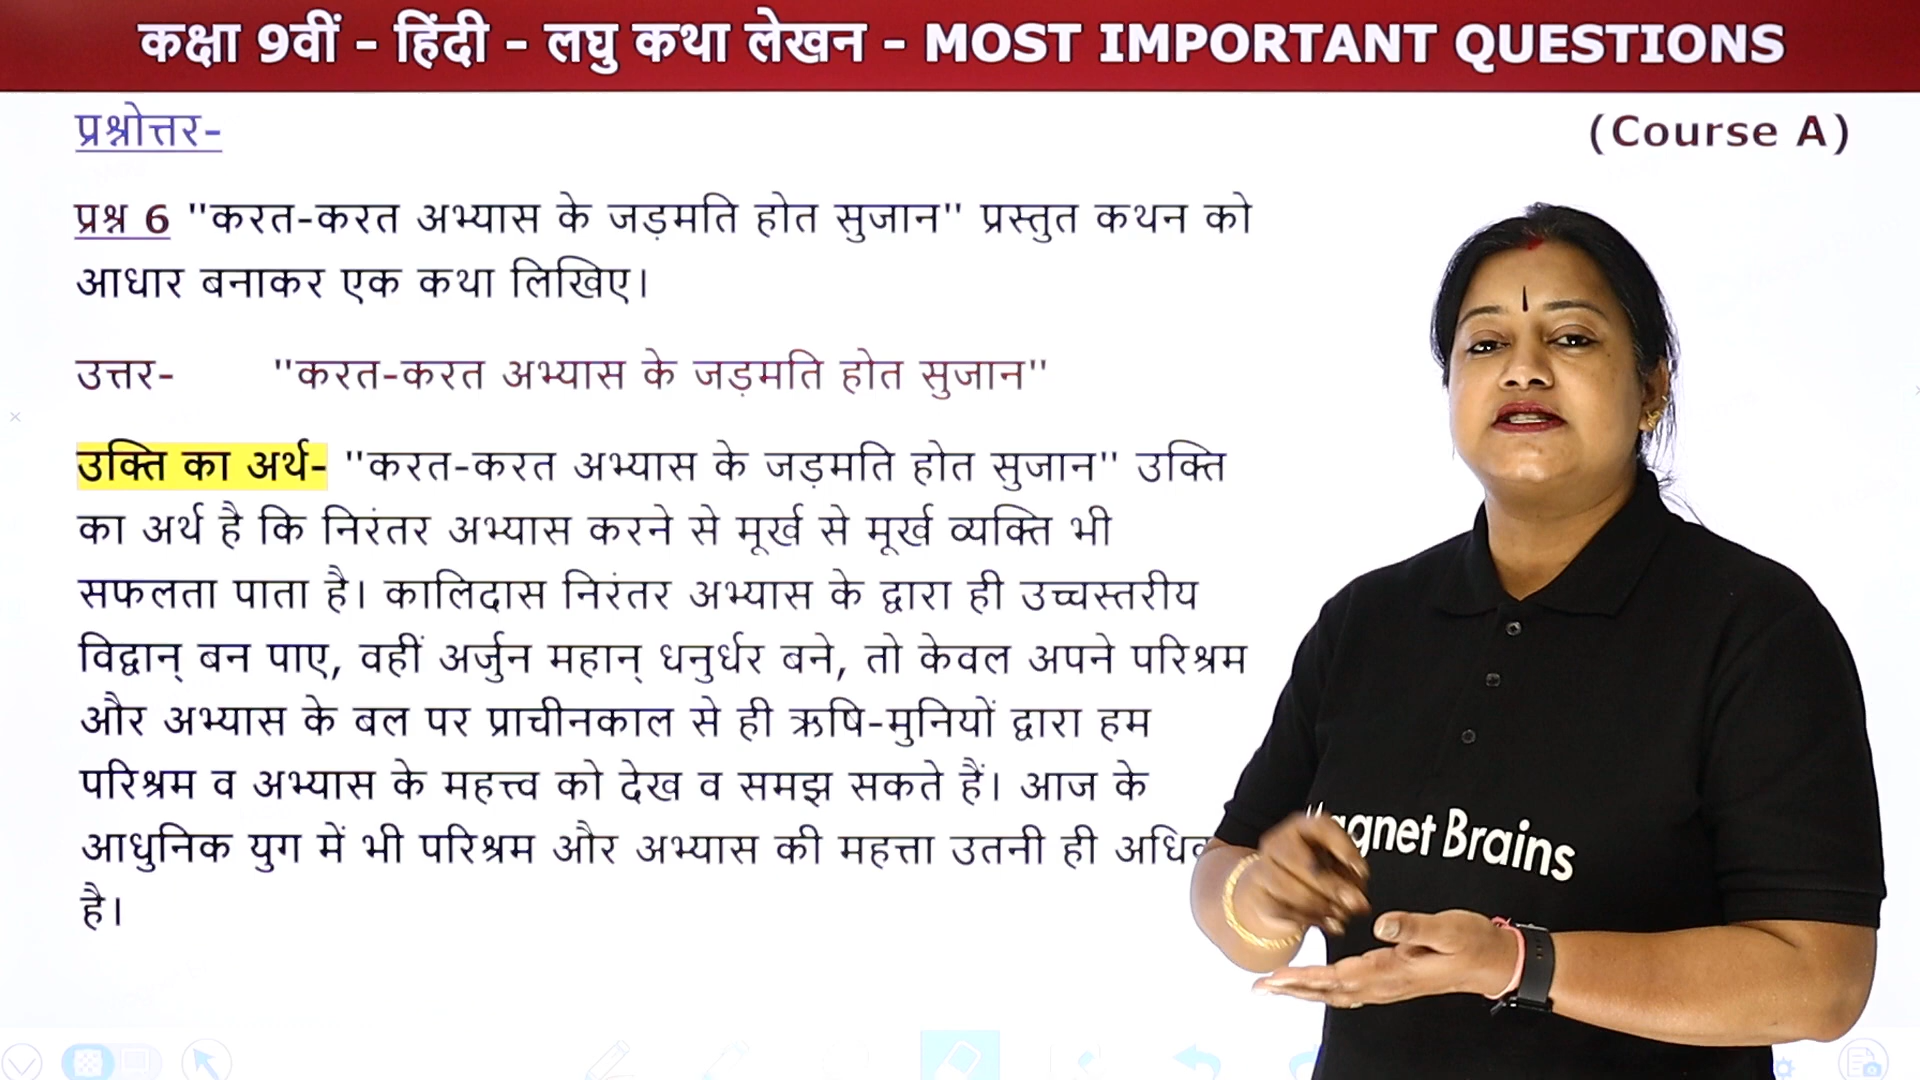 कक्षा 9वीं - हिंदी - लघु कथा लेखन - MOST IMPORTANT QUESTIONS
प्रश्नोत्तर-
(Course A)
प्रश्न 6 "करत-करत अभ्यास के जड़मति होत सुजान" प्रस्तुत कथन को
आधार बनाकर एक कथा लिखिए।
उत्तर- "करत-करत अभ्यास के जड़मति होत सुजान"
उक्ति का अर्थ- "करत-करत अभ्यास के जड़मति होत सुजान" उक्ति
का अर्थ है कि निरंतर अभ्यास करने से मूर्ख से मूर्ख व्यक्ति भी
सफलता पाता है। कालिदास निरंतर अभ्यास के द्वारा ही उच्चस्तरीय
विद्वान् बन पाए, वहीं अर्जुन महान् धनुर्धर बने, तो केवल अपने परिश्रम
और अभ्यास के बल पर प्राचीनकाल से ही ऋषि-मुनियों द्वारा हम
परिश्रम व अभ्यास के महत्त्व को देख व समझ सकते हैं। आज के
आधुनिक युग में भी परिश्रम और अभ्यास की महत्ता उतनी ही
है।
Brains